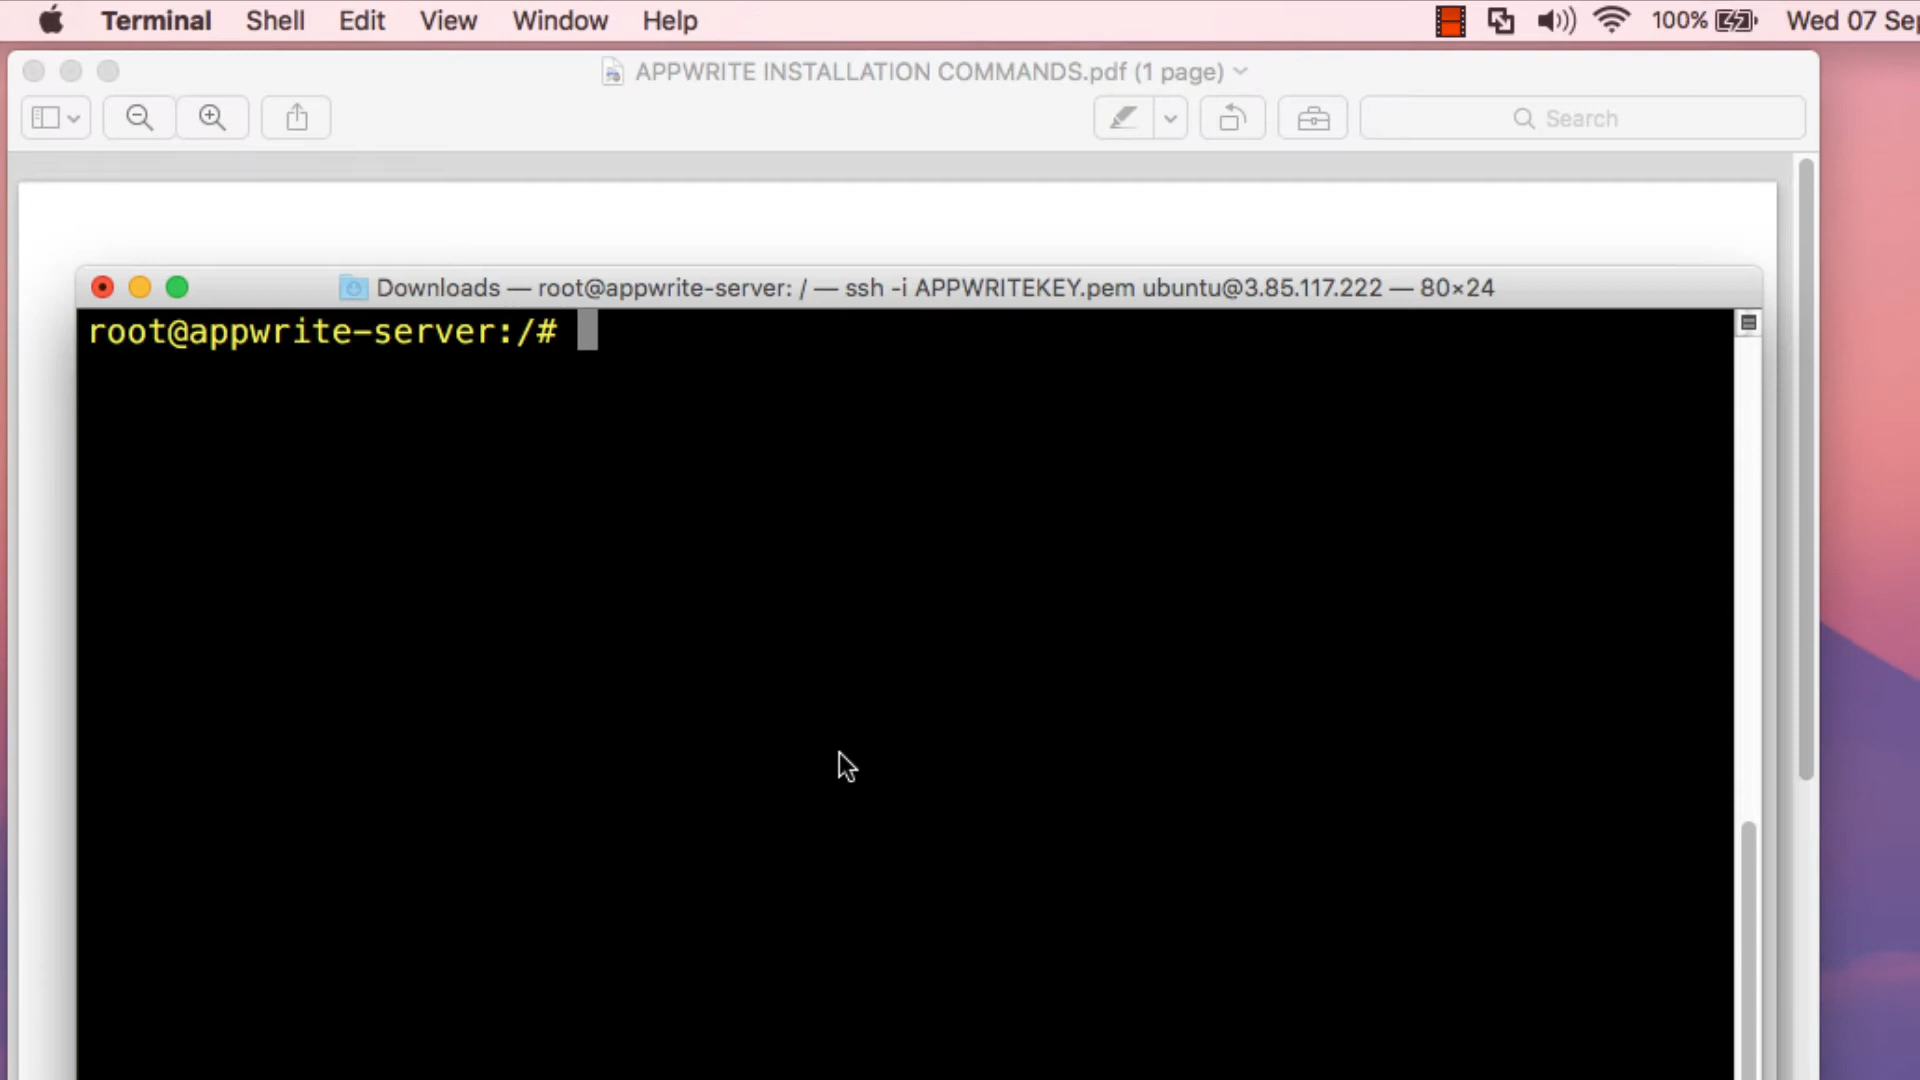 Terminal Shell Edit View Window Help 100% Wed 07 Sep
APPWRITE INSTALLATION COMMANDS.pdf (1 page)
Search
Downloads — root@appwrite-server: / — ssh -i APPWRITEKEY.pem ubuntu@3.85.117.222 — 80×24
root@appwrite-server:/#